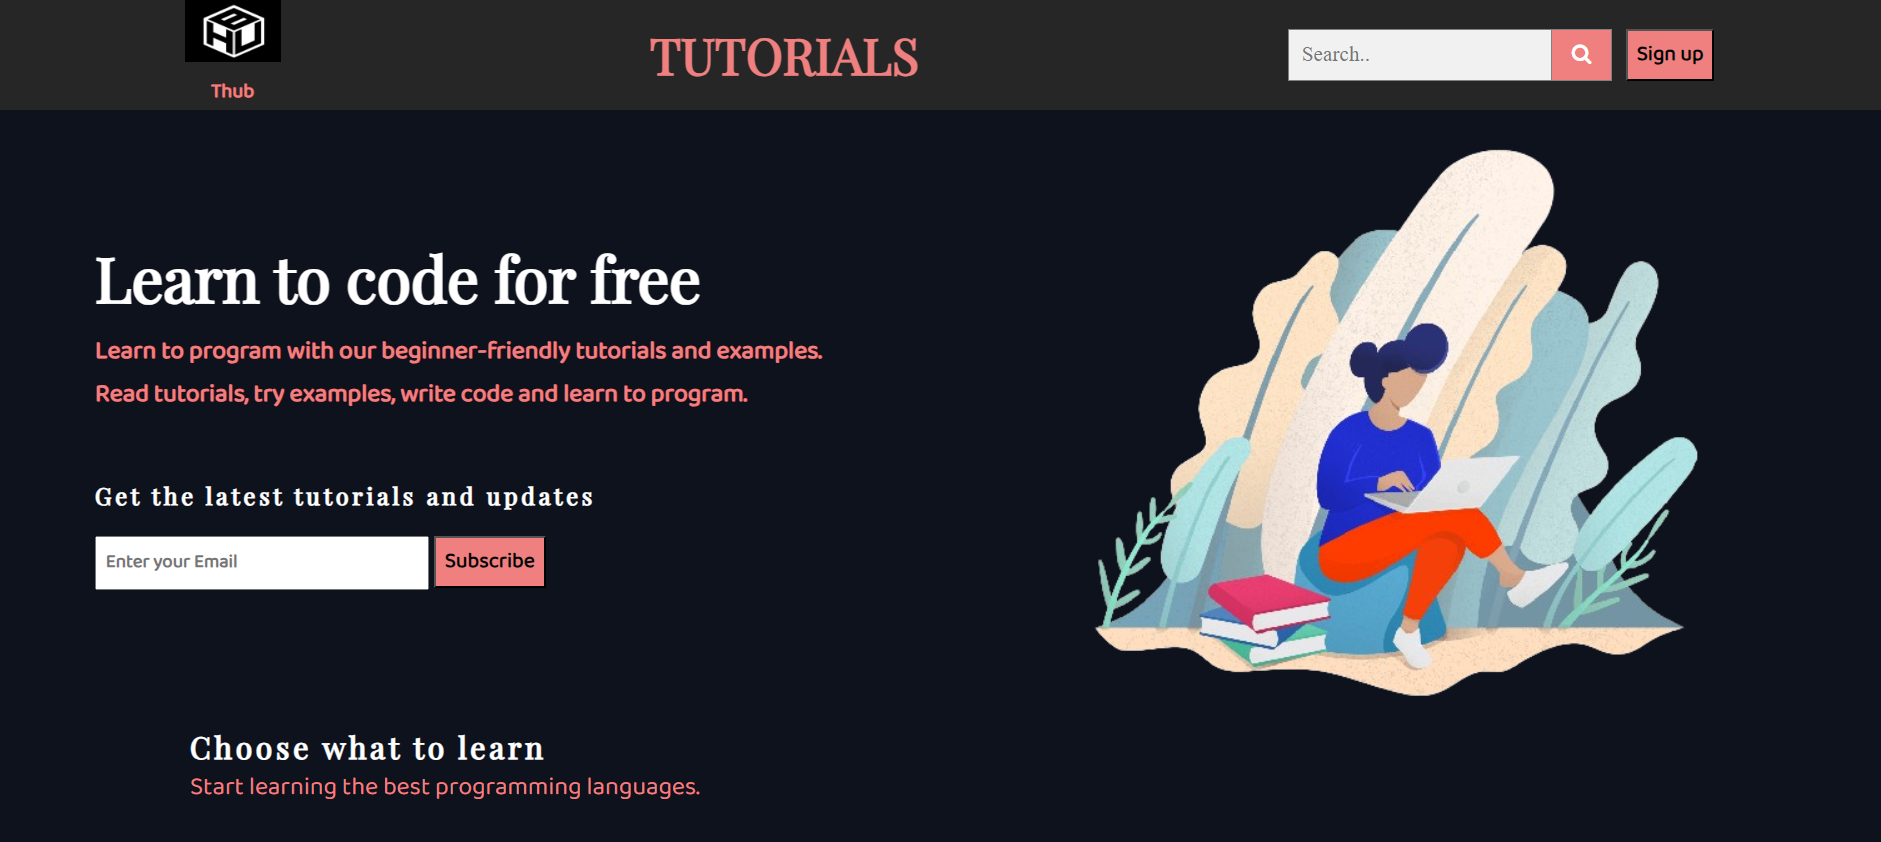 Thub
TUTORIALS
Search..
Sign up
Learn to code for free
Learn to program with our beginner-friendly tutorials and examples.
Read tutorials, try examples, write code and learn to program.
Get the latest tutorials and updates
Enter your Email
Subscribe
Choose what to learn
Start learning the best programming languages.